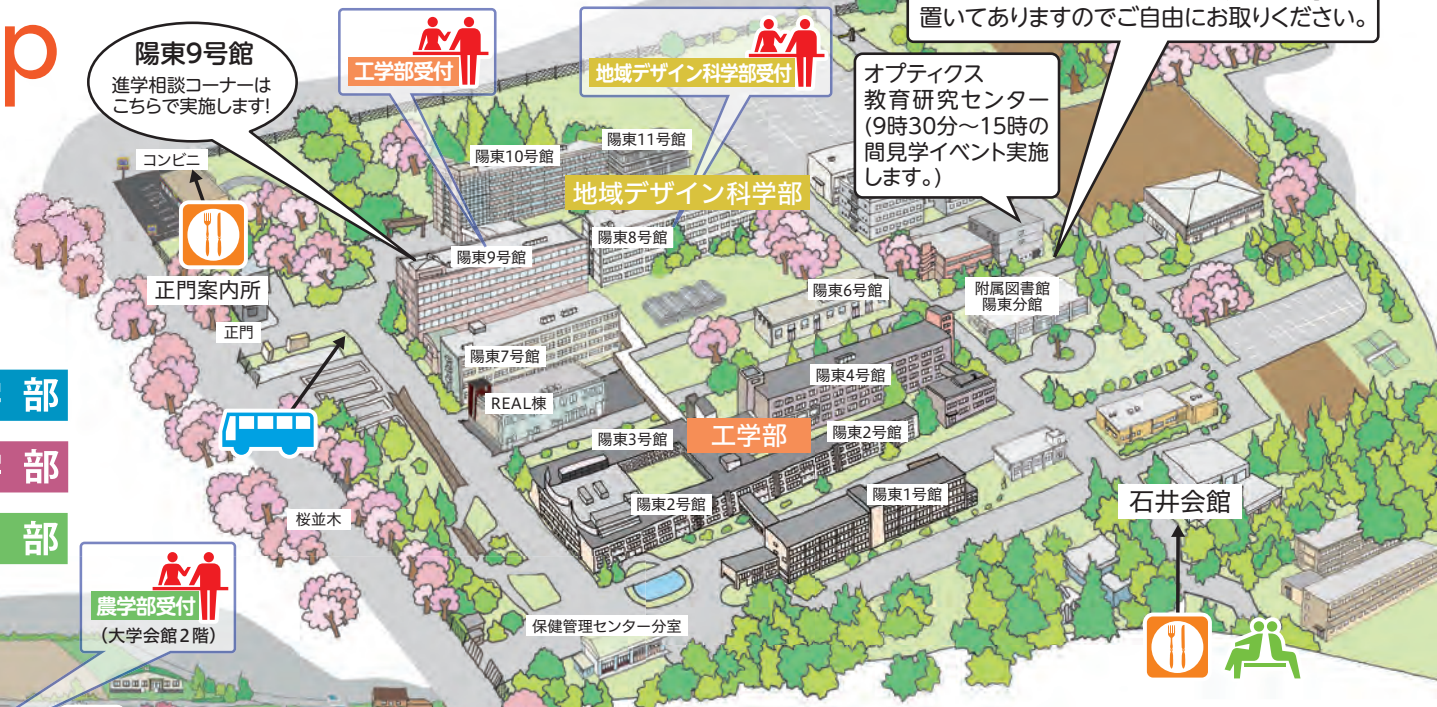 p
置いてありますのでご自由にお取りください。
陽東9号館
進学相談コーナーは
こちらで実施します!
工学部受付
地域デザイン科学部受付
オプティクス
教育研究センター
(9時30分〜15時の
間見学イベント実施
します。)
コンビニ
陽東10号館
陽東11号館
地域デザイン科学部
陽東8号館
陽東9号館
正門案内所
正門
陽東6号館
附属図書館
陽東分館
陽東7号館
REAL棟
陽東4号館
陽東3号館
工学部
陽東2号館
陽東2号館
陽東1号館
桜並木
石井会館
部
部
部
農学部受付
(大学会館2階)
保健管理センター分室